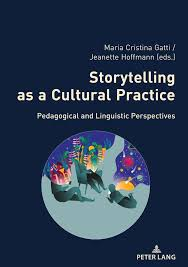 Maria Cristina Gatti /
Jeanette Hoffmann (eds.)
Storytelling
as a Cultural Practice
Pedagogical and Linguistic Perspectives
PETER LANG